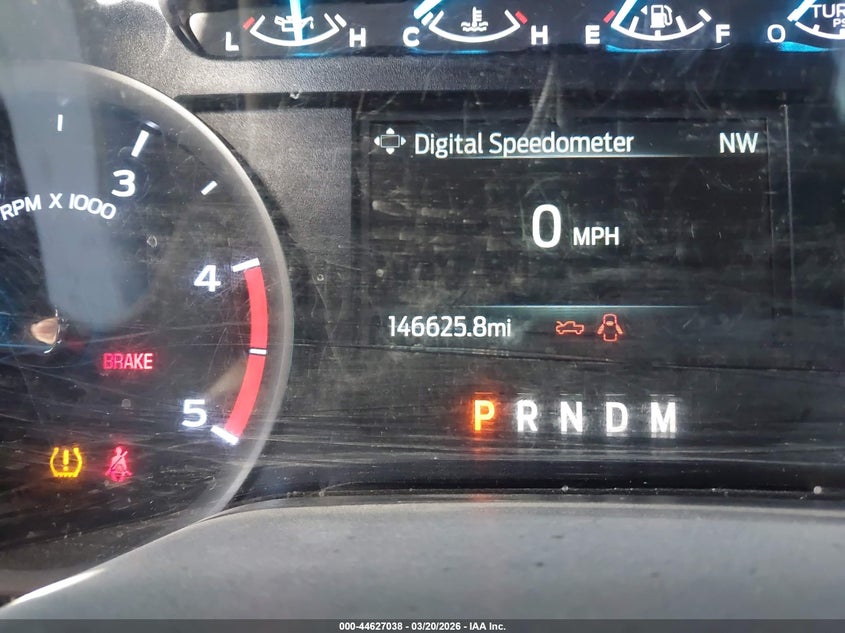 L H C H E F O TUR
PS
Digital Speedometer NW
3
RPM X 1000
0 MPH
4
146625.8mi
BRAKE
5
P R N D M
000-44627038 - 03/20/2026 - IAA Inc.